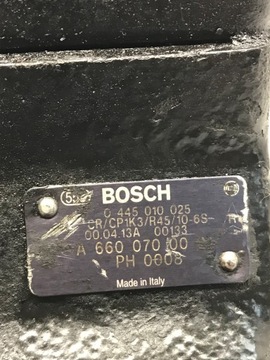 BOSCH
0 445 010 025
CR/CP1K3/R45/10-6S
00.04.13A 00133
A 660 070 00
PH 0008
Made in Italy